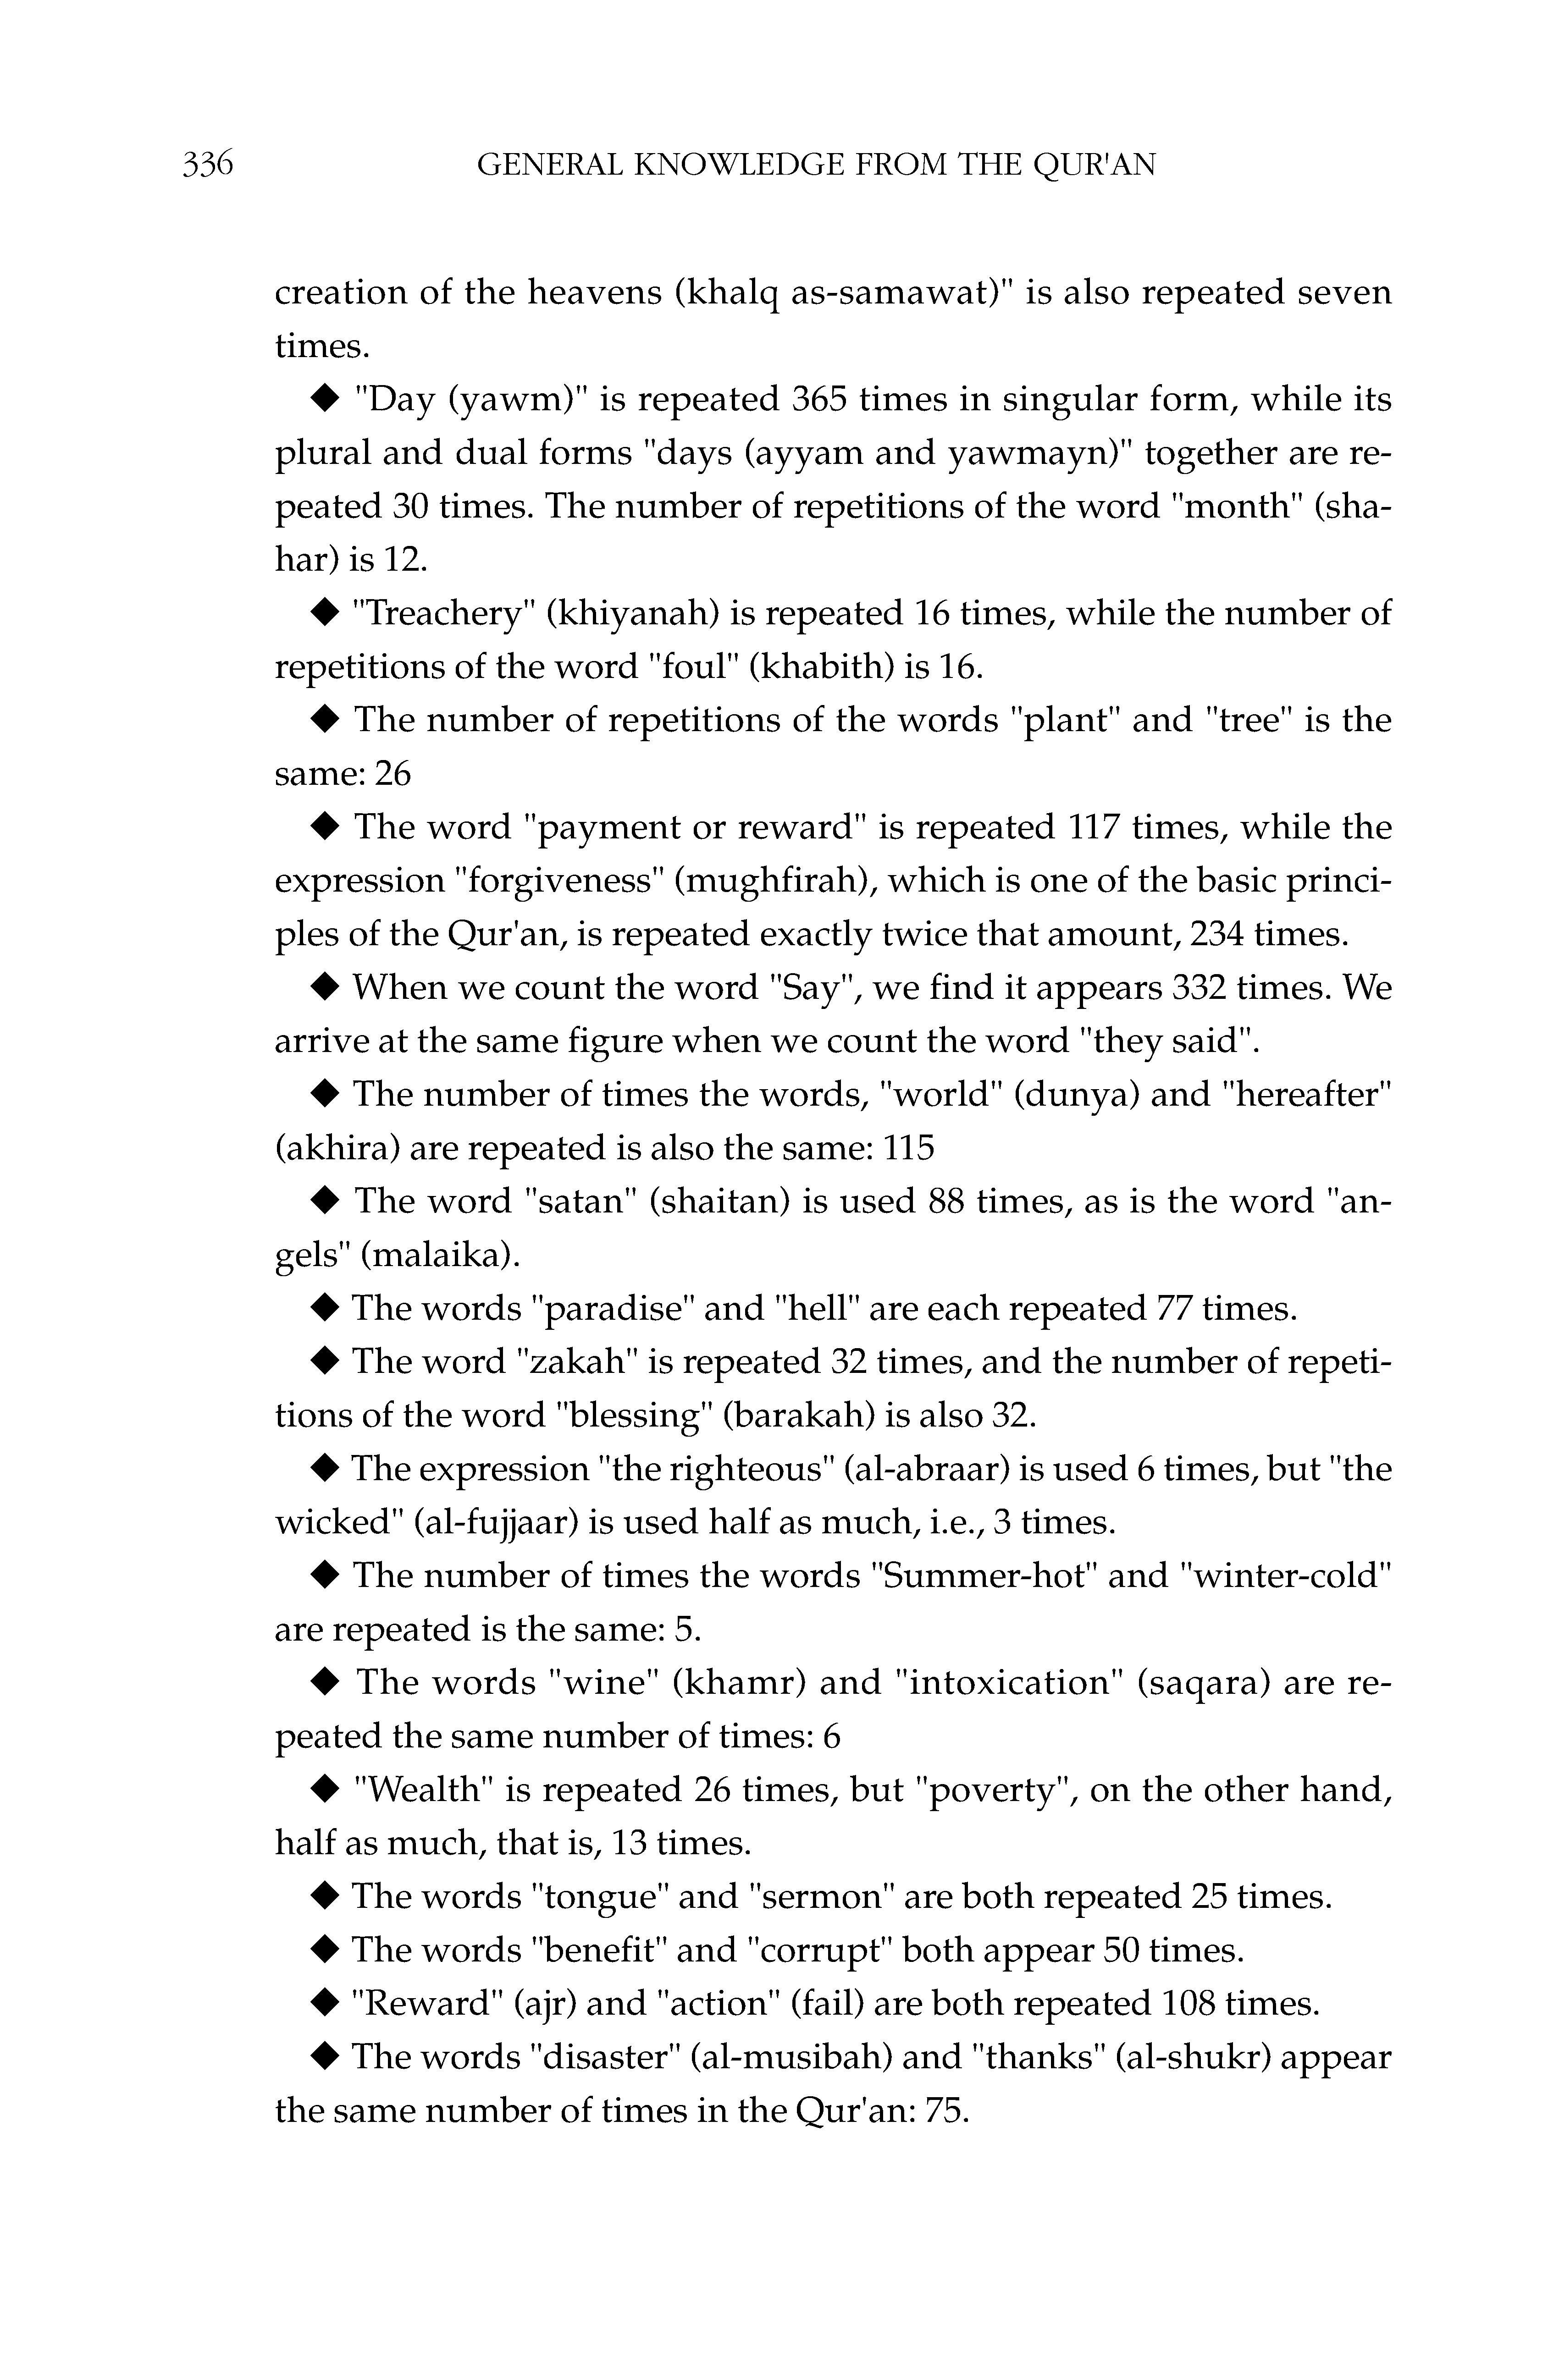 336
GENERAL KNOWLEDGE FROM THE QUR'AN
creation of the heavens (khalq as-samawat)" is also repeated seven
times.
◆ "Day (yawm)" is repeated 365 times in singular form, while its
plural and dual forms "days (ayyam and yawmayn)" together are re-
peated 30 times. The number of repetitions of the word "month" (sha-
har) is 12.
◆ "Treachery" (khiyanah) is repeated 16 times, while the number of
repetitions of the word "foul" (khabith) is 16.
◆ The number of repetitions of the words "plant" and "tree" is the
same: 26
◆ The word "payment or reward" is repeated 117 times, while the
expression "forgiveness" (mughfirah), which is one of the basic princi-
ples of the Qur'an, is repeated exactly twice that amount, 234 times.
◆ When we count the word "Say", we find it appears 332 times. We
arrive at the same figure when we count the word "they said".
◆ The number of times the words, "world" (dunya) and "hereafter"
(akhira) are repeated is also the same: 115
◆ The word "satan" (shaitan) is used 88 times, as is the word "an-
gels" (malaika).
◆ The words "paradise" and "hell" are each repeated 77 times.
◆ The word "zakah" is repeated 32 times, and the number of repeti-
tions of the word "blessing" (barakah) is also 32.
◆ The expression "the righteous" (al-abraar) is used 6 times, but "the
wicked" (al-fujjaar) is used half as much, i.e., 3 times.
◆ The number of times the words "Summer-hot" and "winter-cold"
are repeated is the same: 5.
◆ The words "wine" (khamr) and "intoxication" (saqara) are re-
peated the same number of times: 6
◆ "Wealth" is repeated 26 times, but "poverty", on the other hand,
half as much, that is, 13 times.
◆ The words "tongue" and "sermon" are both repeated 25 times.
◆ The words "benefit" and "corrupt" both appear 50 times.
◆ "Reward" (ajr) and "action" (fail) are both repeated 108 times.
◆ The words "disaster" (al-musibah) and "thanks" (al-shukr) appear
the same number of times in the Qur'an: 75.